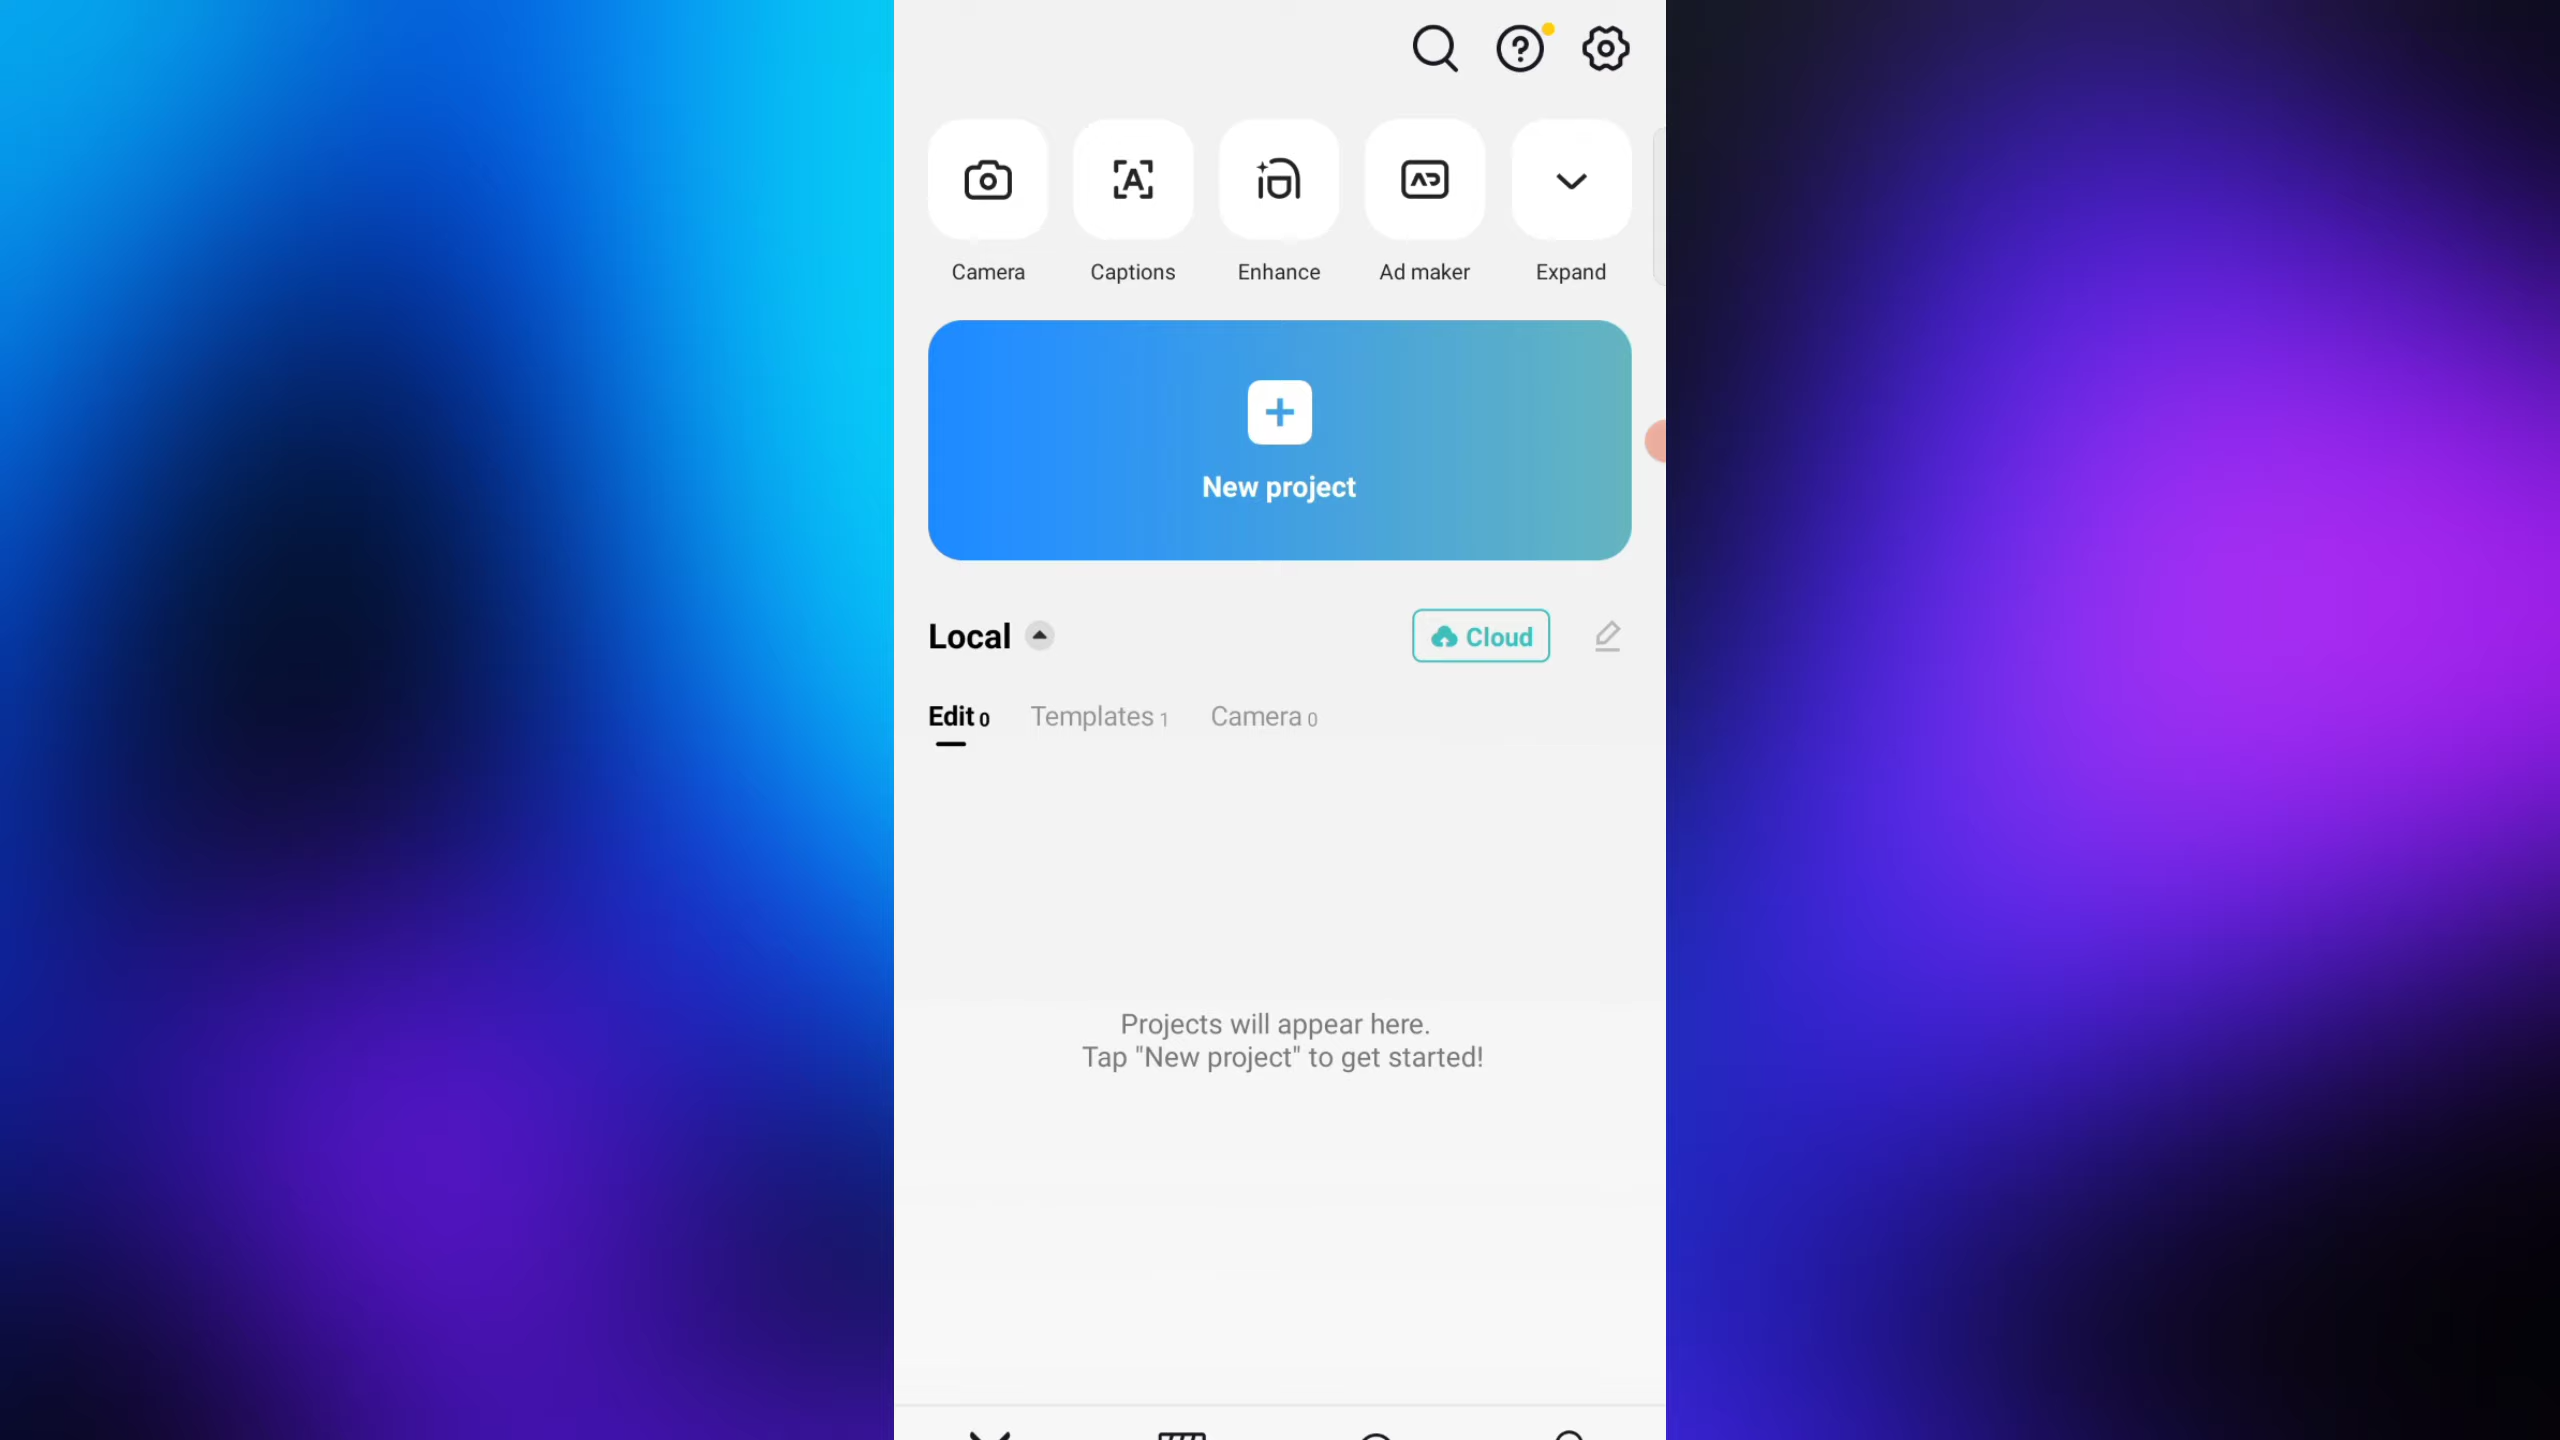 Camera
Captions
Enhance
Ad maker
Expand
New project
Local
Cloud
Edit 0
Templates 1
Camera 0
Projects will appear here.
Tap "New project" to get started!